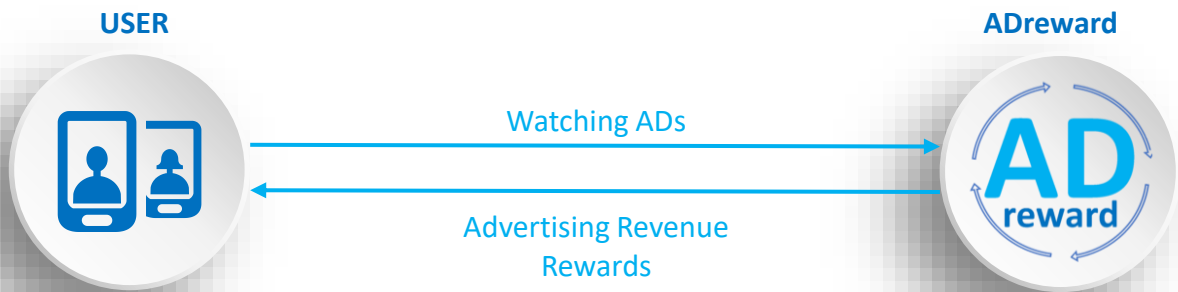 USER
ADreward
Watching ADs
AD
reward
Advertising Revenue
Rewards